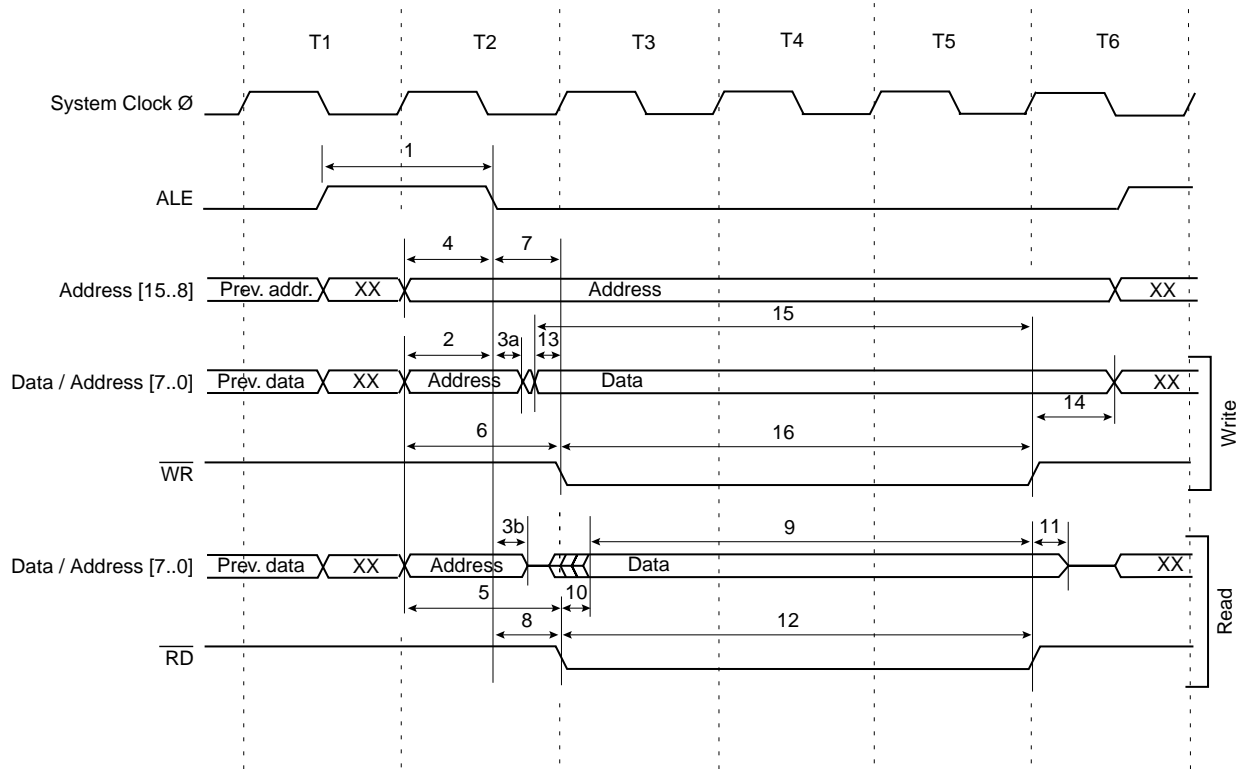 T1 T2 T3 T4 T5 T6
System Clock Ø
1
ALE
4 7
Address [15..8] Prev. addr. XX Address XX
15
2 3a 13
Data / Address [7..0] Prev. data XX Address Data XX
14
6 16
WR
Write
3b 9 11
Data / Address [7..0] Prev. data XX Address Data XX
5 10
8 12
RD
Read